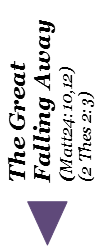 The Great
Falling Away
(Matt24:10,12)
(2 Thes 2:3)